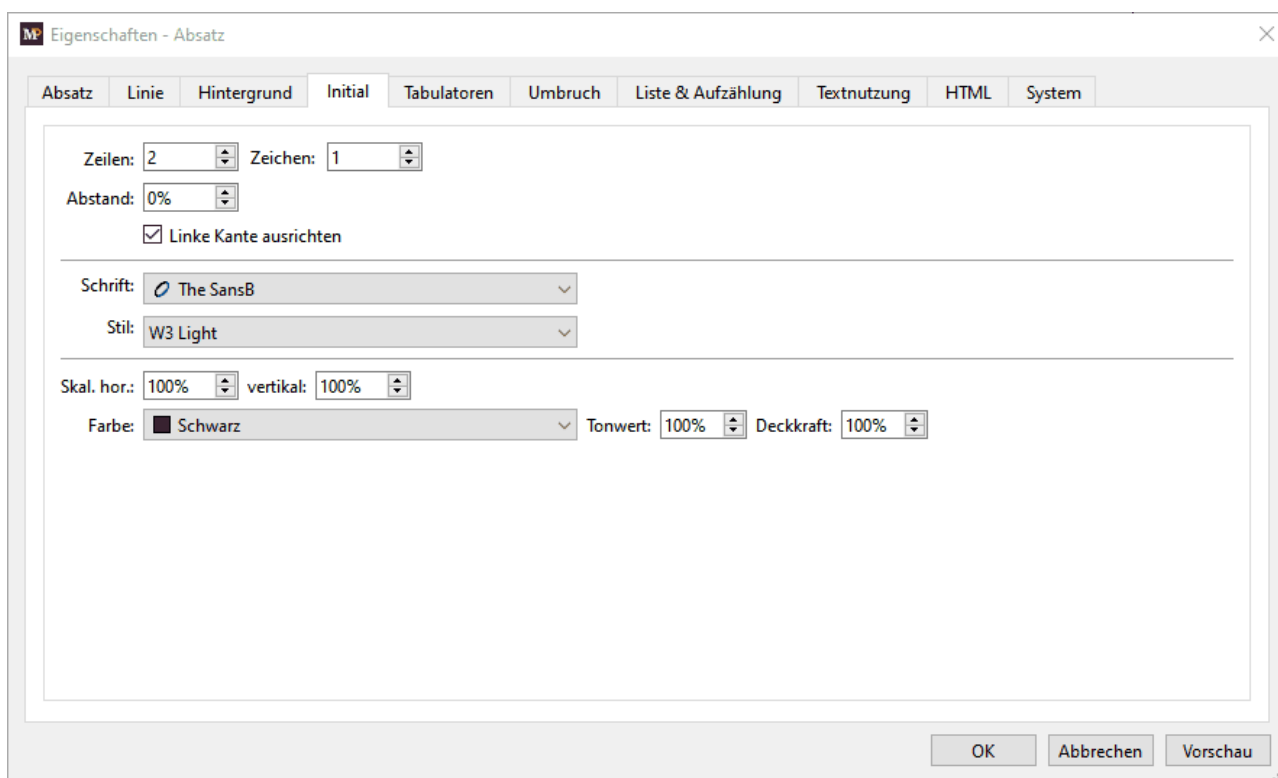 MP Eigenschaften - Absatz
Absatz Linie Hintergrund Initial Tabulatoren Umbruch Liste & Aufzählung Textnutzung HTML System
Zeilen: 2 Zeichen: 1
Abstand: 0%
Linke Kante ausrichten
Schrift: The SansB
Stil: W3 Light
Skal. hor.: 100% vertikal: 100%
Farbe: Schwarz Tonwert: 100% Deckkraft: 100%
OK Abbrechen Vorschau